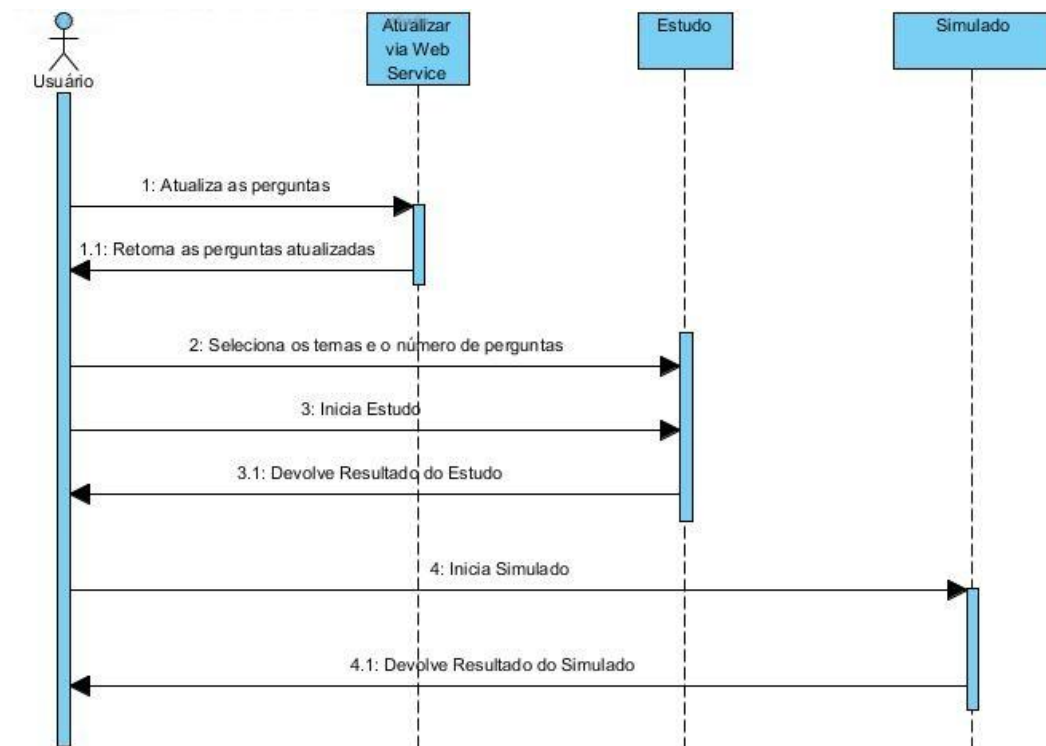 Usuário
Atualizar
via Web
Service
Estudo
Simulado
1: Atualiza as perguntas
1.1: Retorna as perguntas atualizadas
2: Seleciona os temas e o número de perguntas
3: Inicia Estudo
3.1: Devolve Resultado do Estudo
4: Inicia Simulado
4.1: Devolve Resultado do Simulado